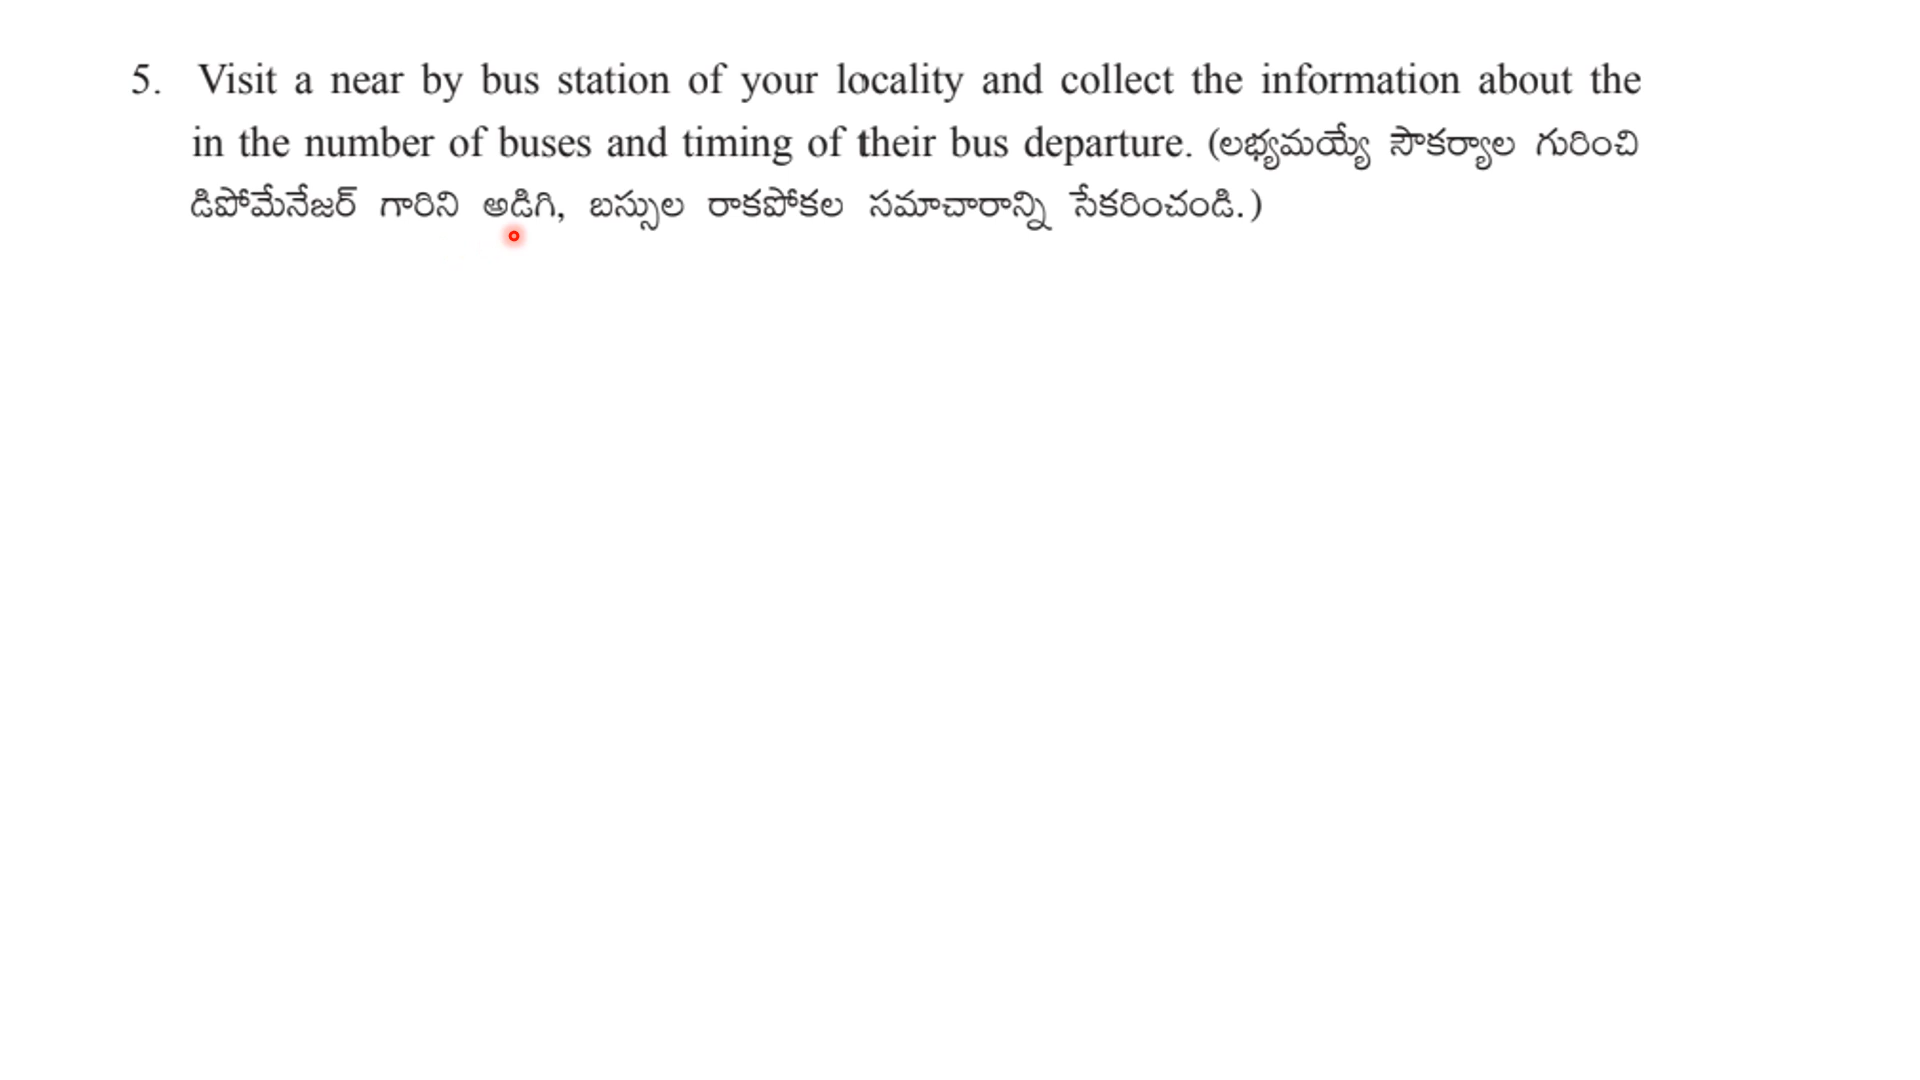 5. Visit a near by bus station of your locality and collect the information about the
in the number of buses and timing of their bus departure. (లభ్యమయ్యే సౌకర్యాల గురించి
డిపోమేనేజర్ గారిని అడిగి, బస్సుల రాకపోకల సమాచారాన్ని సేకరించండి.)